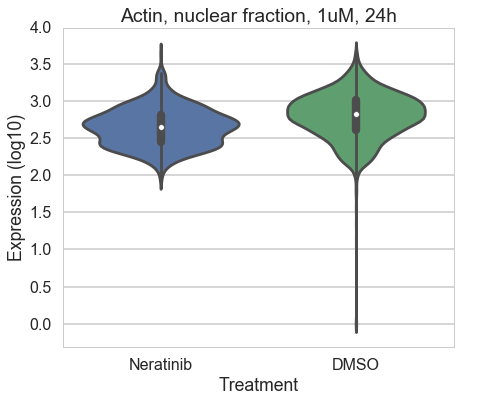 Actin, nuclear fraction, 1uM, 24h
4.0
3.5
3.0
2.5
2.0
1.5
1.0
0.5
0.0
Expression (log10)
Neratinib DMSO
Treatment